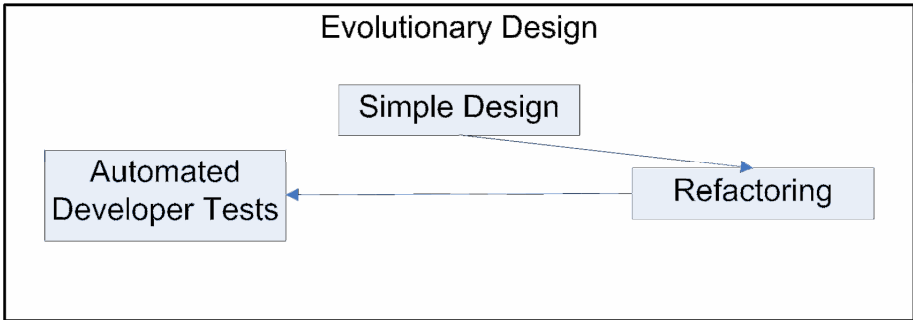 Evolutionary Design
Simple Design
Automated
Developer Tests
Refactoring